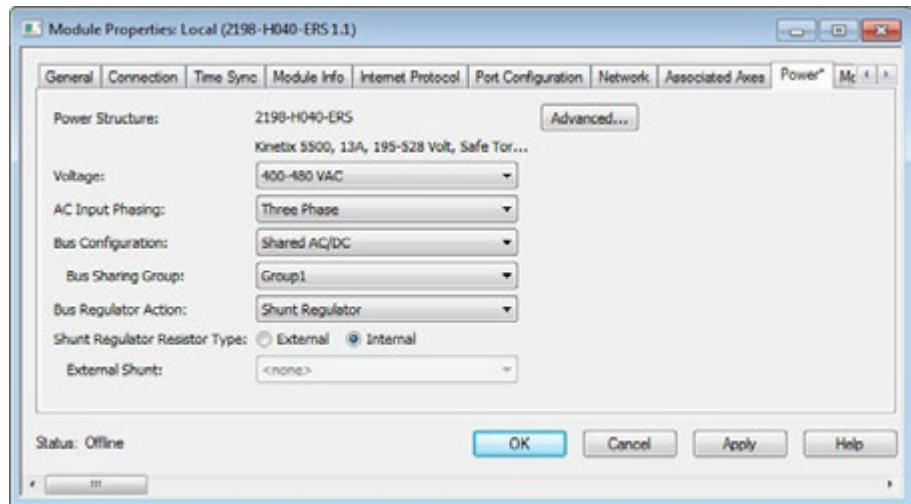 Module Properties: Local (2198-H040-ERS 1.1)
General Connection Time Sync Module Info Internet Protocol Port Configuration Network Associated Axes Power* Mc
Power Structure: 2198-H040-ERS Advanced...
Kinetix 5500, 13A, 195-528 Volt, Safe Tor...
Voltage: 400-480 VAC
AC Input Phasing: Three Phase
Bus Configuration: Shared AC/DC
Bus Sharing Group: Group1
Bus Regulator Action: Shunt Regulator
Shunt Regulator Resistor Type: External Internal
External Shunt: <none>
Status: Offline OK Cancel Apply Help